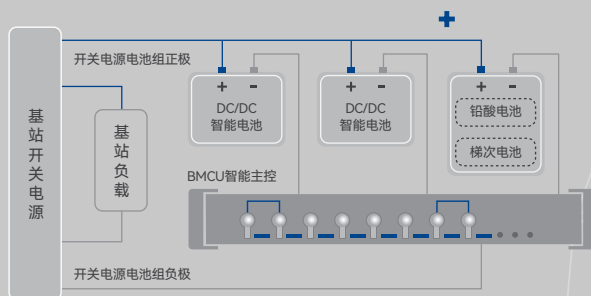 开关电源电池组正极
基站开关电源
基站负载
+ -
DC/DC
智能电池
+ -
DC/DC
智能电池
+ -
铅酸电池
梯次电池
BMCU智能主控
开关电源电池组负极